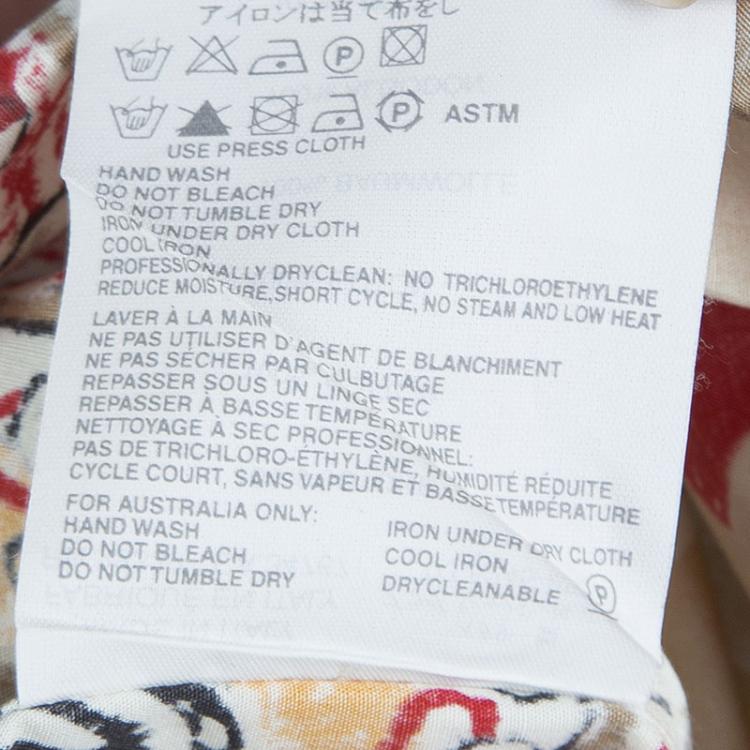 アイロンは当て布をし
P
P ASTM
USE PRESS CLOTH
HAND WASH
DO NOT BLEACH
DO NOT TUMBLE DRY
IRON UNDER DRY CLOTH
COOL IRON
PROFESSIONALLY DRYCLEAN: NO TRICHLOROETHYLENE
REDUCE MOISTURE, SHORT CYCLE, NO STEAM AND LOW HEAT
LAVER À LA MAIN
NE PAS UTILISER D'AGENT DE BLANCHIMENT
NE PAS SÉCHER PAR CULBUTAGE
REPASSER SOUS UN LINGE SEC
REPASSER À BASSE TEMPÉRATURE
NETTOYAGE À SEC PROFESSIONNEL:
PAS DE TRICHLORO-ÉTHYLÈNE, HUMIDITÉ RÉDUITE
CYCLE COURT, SANS VAPEUR ET BASSE TEMPÉRATURE
FOR AUSTRALIA ONLY:
HAND WASH
DO NOT BLEACH
DO NOT TUMBLE DRY
IRON UNDER DRY CLOTH
COOL IRON
DRYCLEANABLE P